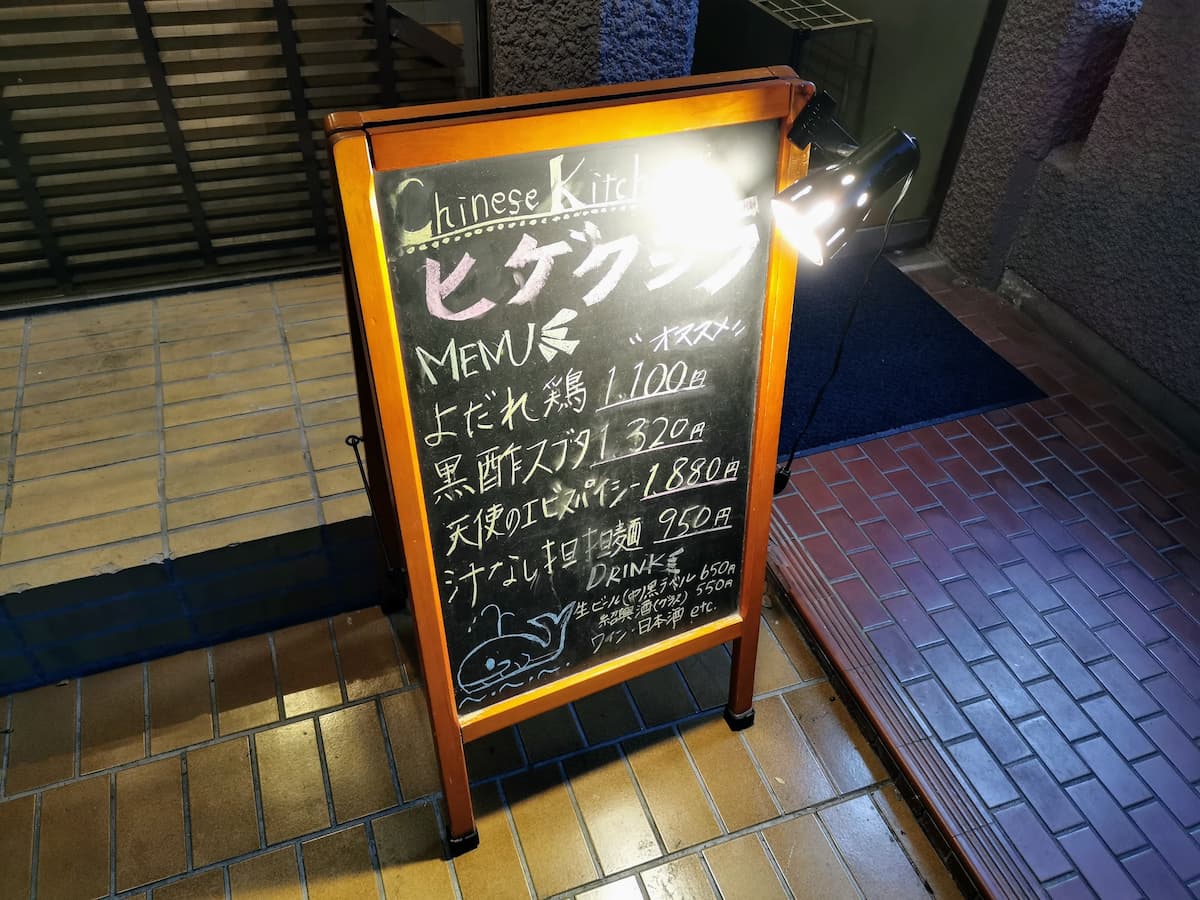 Chinese
ヒゲクジラ
MENU
オススメ
よだれ鶏 1.100円
黒酢スブタ 1.320円
天使のエビスパイシー 1.880円
汁なし担担麺 950円
DRINK
生ビール(中)黒ラベル 650円
紹興酒(グラス) 550円
ワイン・日本酒 etc.